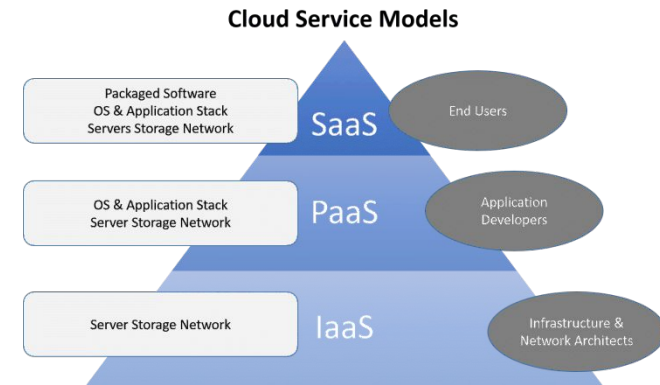 Cloud Service Models
Packaged Software
OS & Application Stack
Servers Storage Network
SaaS
End Users
OS & Application Stack
Server Storage Network
PaaS
Application
Developers
Server Storage Network
IaaS
Infrastructure &
Network Architects